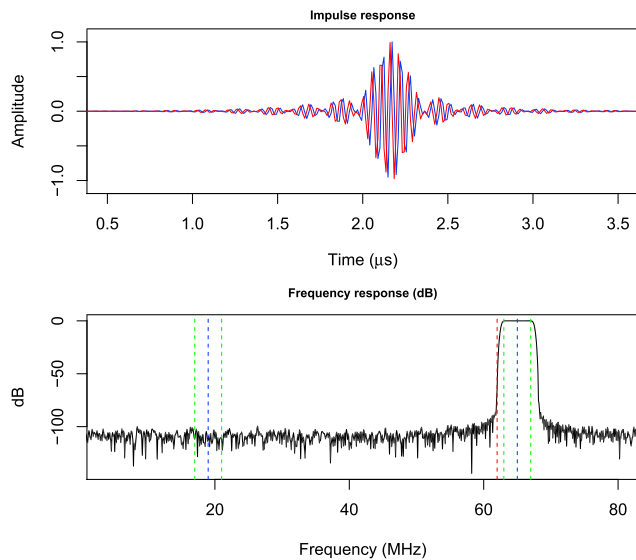 Impulse response
Amplitude
1.0
0.0
−1.0
0.5 1.0 1.5 2.0 2.5 3.0 3.5
Time (μs)
Frequency response (dB)
dB
0
−50
−100
20 40 60 80
Frequency (MHz)